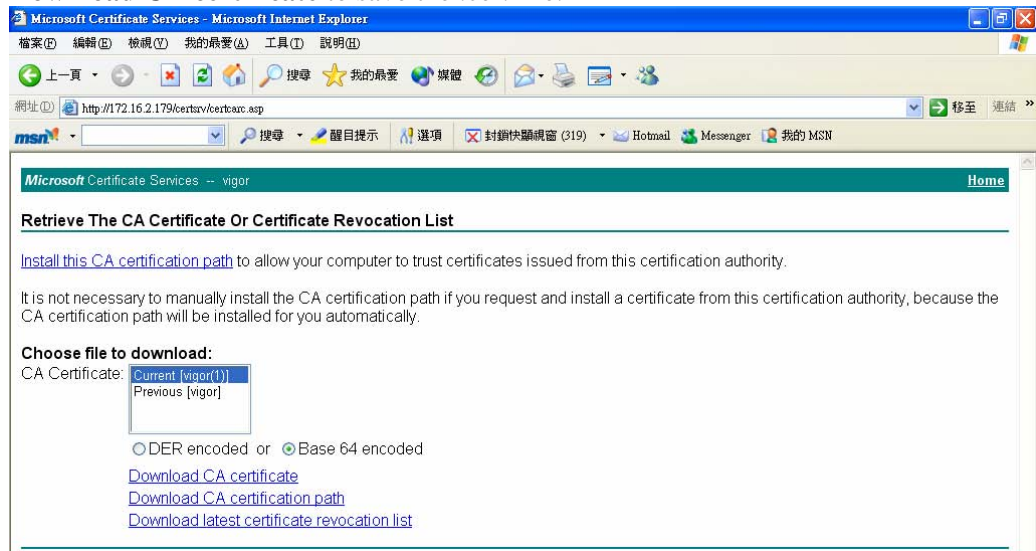 Microsoft Certificate Services - Microsoft Internet Explorer
檔案(F) 編輯(E) 檢視(V) 我的最愛(A) 工具(T) 說明(H)
上一頁 搜尋 我的最愛 媒體
網址(D) http://172.16.2.179/certsrv/certcarc.asp 移至 連結 »
msn 搜尋 醒目提示 選項 封鎖快顯視窗 (319) Hotmail Messenger 我的 MSN
Microsoft Certificate Services -- vigor Home
Retrieve The CA Certificate Or Certificate Revocation List
Install this CA certification path to allow your computer to trust certificates issued from this certification authority.
It is not necessary to manually install the CA certification path if you request and install a certificate from this certification authority, because the
CA certification path will be installed for you automatically.
Choose file to download:
CA Certificate: Current [vigor(1)]
Previous [vigor]
DER encoded or Base 64 encoded
Download CA certificate
Download CA certification path
Download latest certificate revocation list